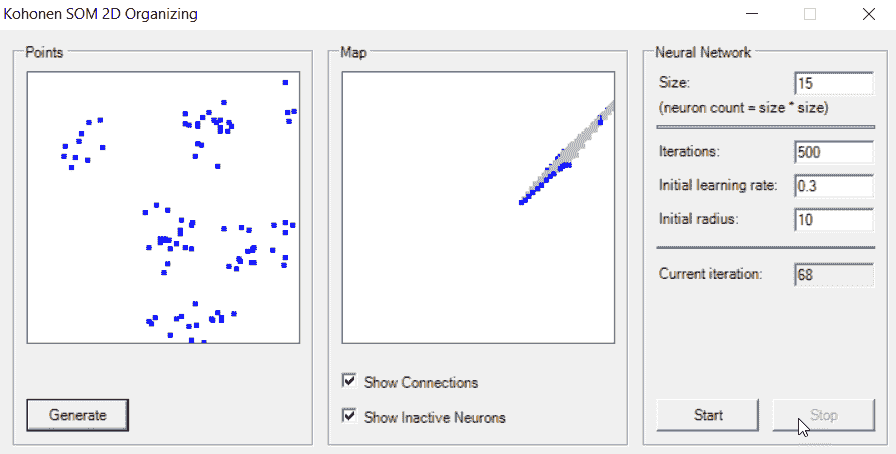 Kohonen SOM 2D Organizing
Points
Generate
Map
Show Connections
Show Inactive Neurons
Neural Network
Size: 15
(neuron count = size * size)
Iterations: 500
Initial learning rate: 0.3
Initial radius: 10
Current iteration: 68
Start Stop